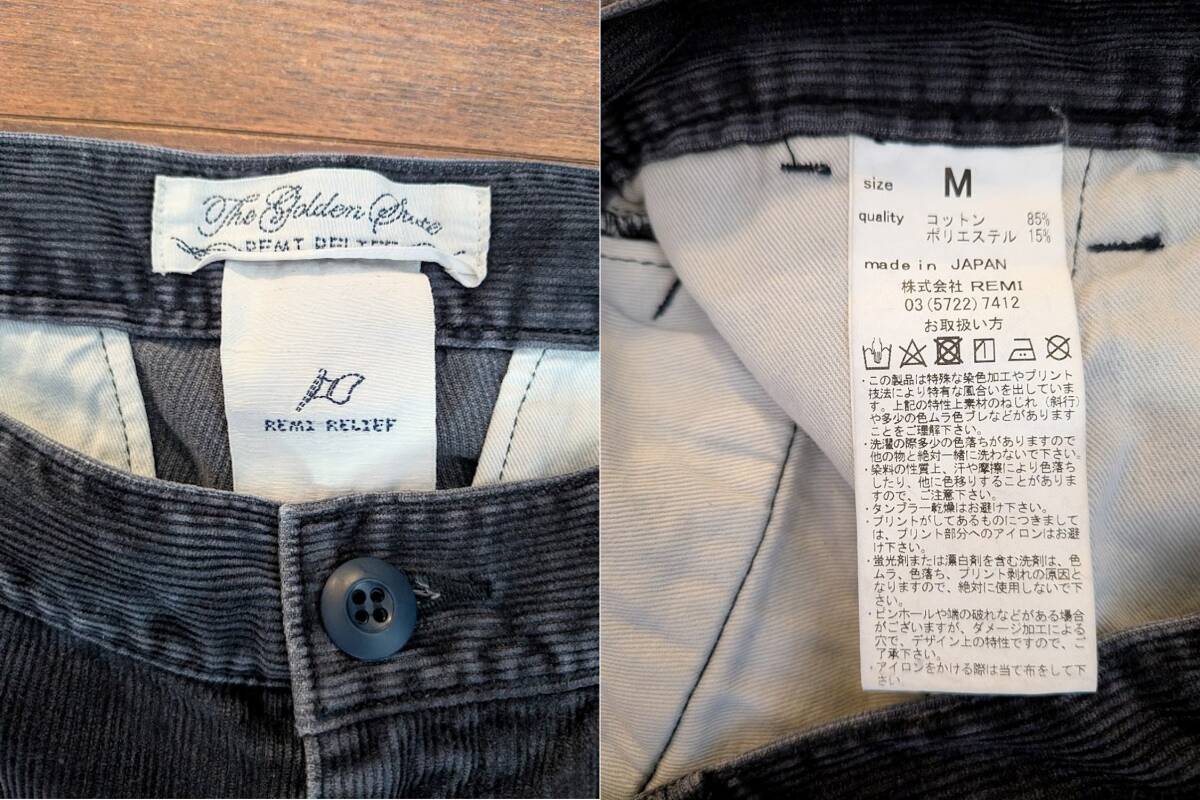 The Golden State
REMI RELIEF
REMI RELIEF
size M
quality コットン 85%
ポリエステル 15%
made in JAPAN
株式会社 REMI
03(5722)7412
お取扱い方
・この製品は特殊な染色加工やプリント
技法により特有な風合いを出していま
す。上記の特性上素材のねじれ（斜行）
や多少の色ムラ色ブレなどがあります
ことをご理解下さい。
・洗濯の際多少の色落ちがありますので
他の物と絶対一緒に洗わないで下さい。
・染料の性質上、汗や摩擦により色落ち
したり、他に色移りすることがありま
すので、ご注意下さい。
・タンブラー乾燥はお避け下さい。
・プリントがしてあるものにつきまして
は、プリント部分へのアイロンはお避
け下さい。
・蛍光剤または漂白剤を含む洗剤は、色
ムラ、色落ち、プリント剥れの原因と
なりますので、絶対に使用しないで下
さい。
・ピンホールや端の破れなどがある場合
がございますが、ダメージ加工による
穴で、デザイン上の特性ですので、ご
了承下さい。
・アイロンをかける際は当て布をして下
さい。